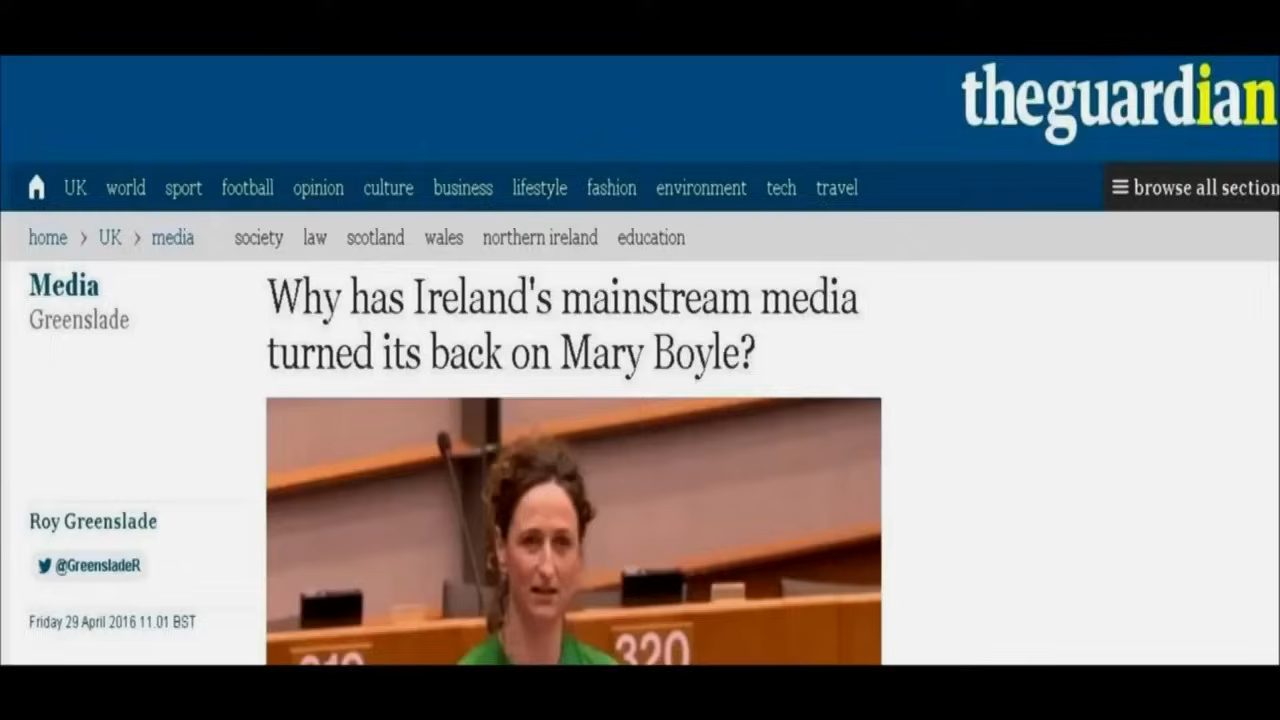 theguardian
UK world sport football opinion culture business lifestyle fashion environment tech travel
browse all section
home > UK > media society law scotland wales northern ireland education
Media
Greenslade
Why has Ireland's mainstream media
turned its back on Mary Boyle?
Roy Greenslade
@GreensladeR
Friday 29 April 2016 11.01 BST
320